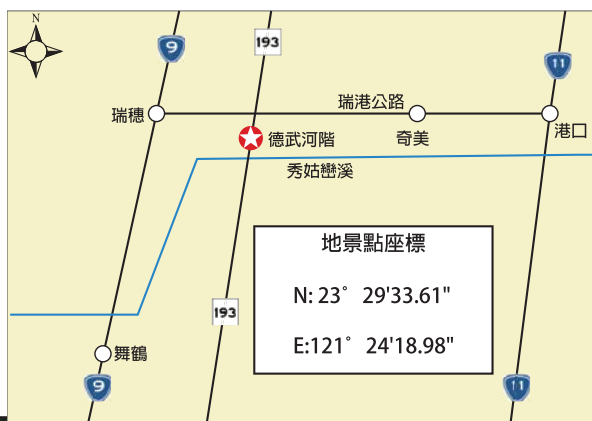 N
9
193
11
瑞港公路
瑞穗
奇美
港口
德武河階
秀姑巒溪
地景點座標
N: 23° 29'33.61"
E:121° 24'18.98"
193
舞鶴
9
11